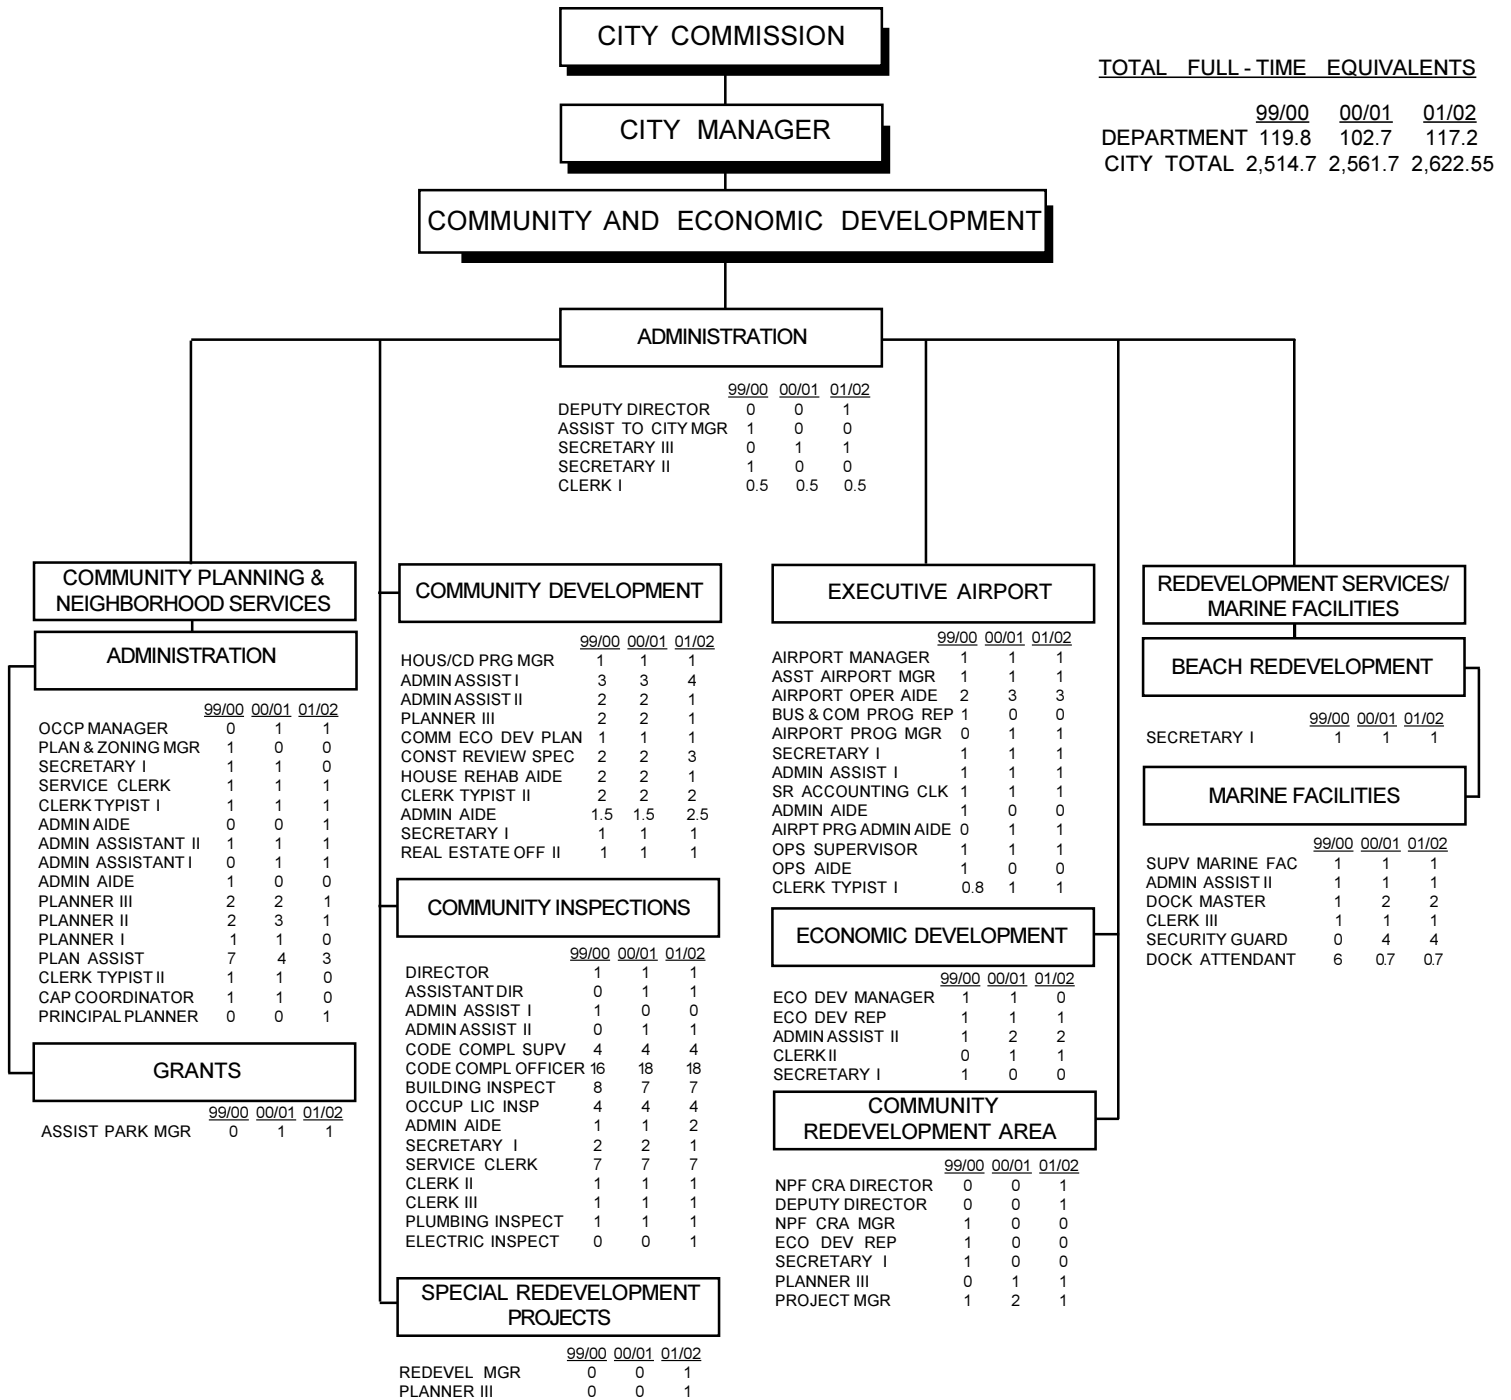 CITY COMMISSION
TOTAL FULL - TIME EQUIVALENTS
99/00 00/01 01/02
DEPARTMENT 119.8 102.7 117.2
CITY TOTAL 2,514.7 2,561.7 2,622.55
CITY MANAGER
COMMUNITY AND ECONOMIC DEVELOPMENT
ADMINISTRATION
99/00 00/01 01/02
DEPUTY DIRECTOR 0 0 1
ASSIST TO CITY MGR 1 0 0
SECRETARY III 0 1 1
SECRETARY II 1 0 0
CLERK I 0.5 0.5 0.5
COMMUNITY PLANNING &
NEIGHBORHOOD SERVICES
ADMINISTRATION
99/00 00/01 01/02
OCCP MANAGER 0 1 1
PLAN & ZONING MGR 1 0 0
SECRETARY I 1 1 0
SERVICE CLERK 1 1 1
CLERK TYPIST I 1 1 1
ADMIN AIDE 0 0 1
ADMIN ASSISTANT II 1 1 1
ADMIN ASSISTANT I 0 1 1
ADMIN AIDE 1 0 0
PLANNER III 2 2 1
PLANNER II 2 3 1
PLANNER I 1 1 0
PLAN ASSIST 7 4 3
CLERK TYPIST II 1 1 0
CAP COORDINATOR 1 1 0
PRINCIPAL PLANNER 0 0 1
GRANTS
99/00 00/01 01/02
ASSIST PARK MGR 0 1 1
COMMUNITY DEVELOPMENT
99/00 00/01 01/02
HOUS/CD PRG MGR 1 1 1
ADMIN ASSIST I 3 3 4
ADMIN ASSIST II 2 2 1
PLANNER III 2 2 1
COMM ECO DEV PLAN 1 1 1
CONST REVIEW SPEC 2 2 3
HOUSE REHAB AIDE 2 2 1
CLERK TYPIST II 2 2 2
ADMIN AIDE 1.5 1.5 2.5
SECRETARY I 1 1 1
REAL ESTATE OFF II 1 1 1
COMMUNITY INSPECTIONS
99/00 00/01 01/02
DIRECTOR 1 1 1
ASSISTANT DIR 0 1 1
ADMIN ASSIST I 1 0 0
ADMIN ASSIST II 0 1 1
CODE COMPL SUPV 4 4 4
CODE COMPL OFFICER 16 18 18
BUILDING INSPECT 8 7 7
OCCUP LIC INSP 4 4 4
ADMIN AIDE 1 1 2
SECRETARY I 2 2 1
SERVICE CLERK 7 7 7
CLERK II 1 1 1
CLERK III 1 1 1
PLUMBING INSPECT 1 1 1
ELECTRIC INSPECT 0 0 1
SPECIAL REDEVELOPMENT
PROJECTS
99/00 00/01 01/02
REDEVEL MGR 0 0 1
PLANNER III 0 0 1
EXECUTIVE AIRPORT
99/00 00/01 01/02
AIRPORT MANAGER 1 1 1
ASST AIRPORT MGR 1 1 1
AIRPORT OPER AIDE 2 3 3
BUS & COM PROG REP 1 0 0
AIRPORT PROG MGR 0 1 1
SECRETARY I 1 1 1
ADMIN ASSIST I 1 1 1
SR ACCOUNTING CLK 1 1 1
ADMIN AIDE 1 0 0
AIRPT PRG ADMIN AIDE 0 1 1
OPS SUPERVISOR 1 1 1
OPS AIDE 1 0 0
CLERK TYPIST I 0.8 1 1
ECONOMIC DEVELOPMENT
99/00 00/01 01/02
ECO DEV MANAGER 1 1 0
ECO DEV REP 1 1 1
ADMIN ASSIST II 1 2 2
CLERK II 0 1 1
SECRETARY I 1 0 0
COMMUNITY
REDEVELOPMENT AREA
99/00 00/01 01/02
NPF CRA DIRECTOR 0 0 1
DEPUTY DIRECTOR 0 0 1
NPF CRA MGR 1 0 0
ECO DEV REP 1 0 0
SECRETARY I 1 0 0
PLANNER III 0 1 1
PROJECT MGR 1 2 1
REDEVELOPMENT SERVICES/
MARINE FACILITIES
BEACH REDEVELOPMENT
99/00 00/01 01/02
SECRETARY I 1 1 1
MARINE FACILITIES
99/00 00/01 01/02
SUPV MARINE FAC 1 1 1
ADMIN ASSIST II 1 1 1
DOCK MASTER 1 2 2
CLERK III 1 1 1
SECURITY GUARD 0 4 4
DOCK ATTENDANT 6 0.7 0.7